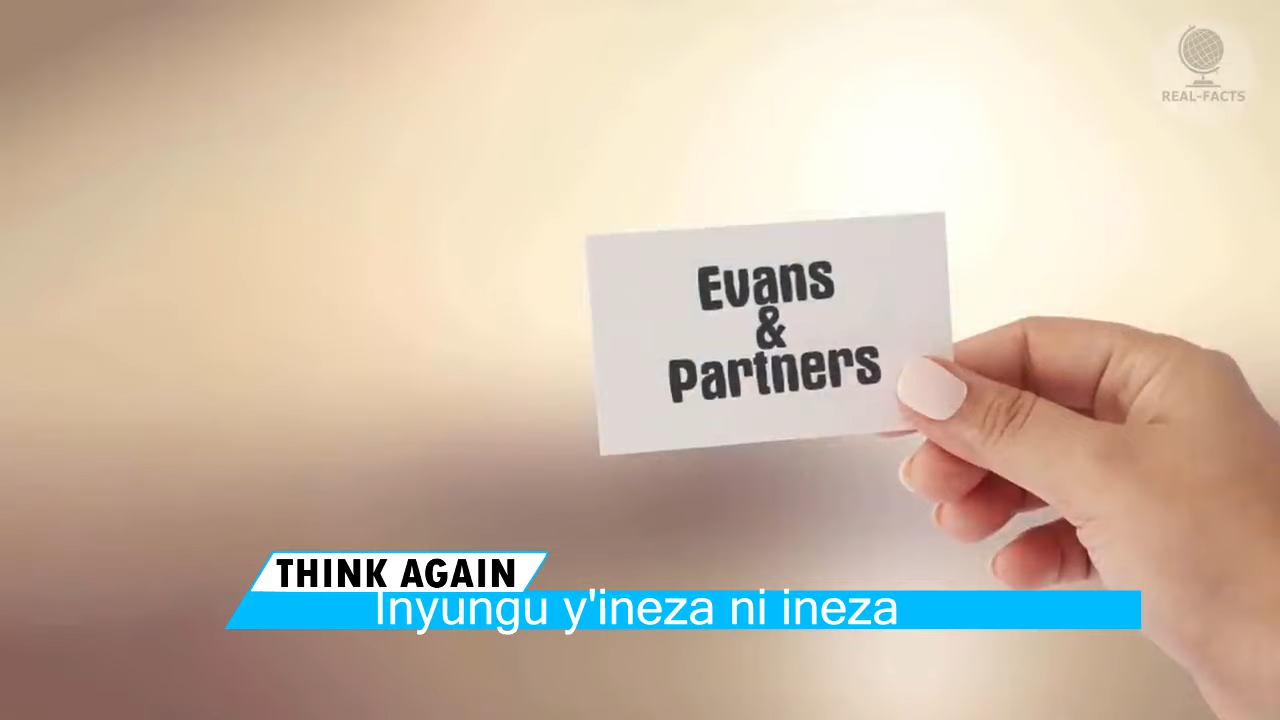 REAL-FACTS
Evans
&
Partners
THINK AGAIN
Inyungu y'ineza ni ineza